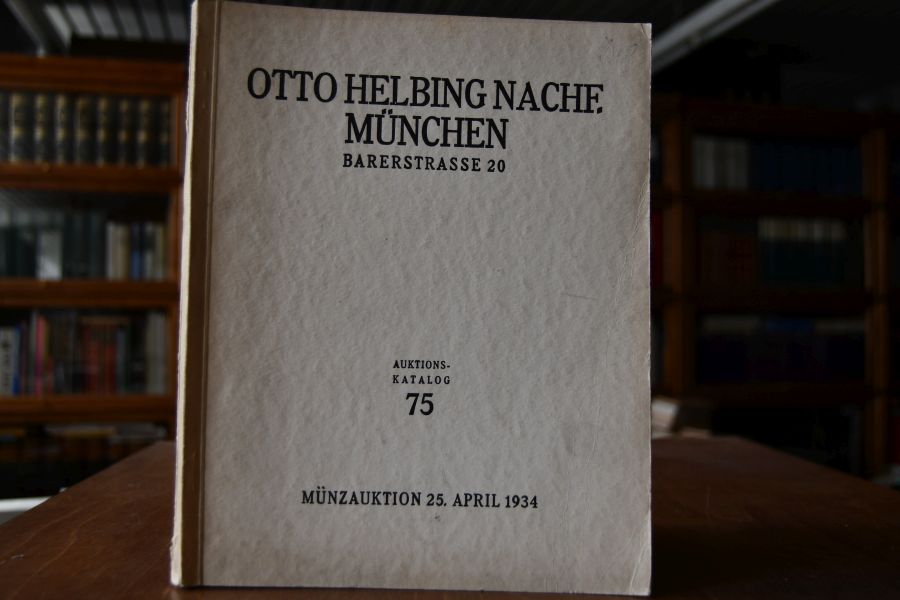 OTTO HELBING NACHF.
MÜNCHEN
BARERSTRASSE 20
AUKTIONS-
KATALOG
75
MÜNZAUKTION 25. APRIL 1934